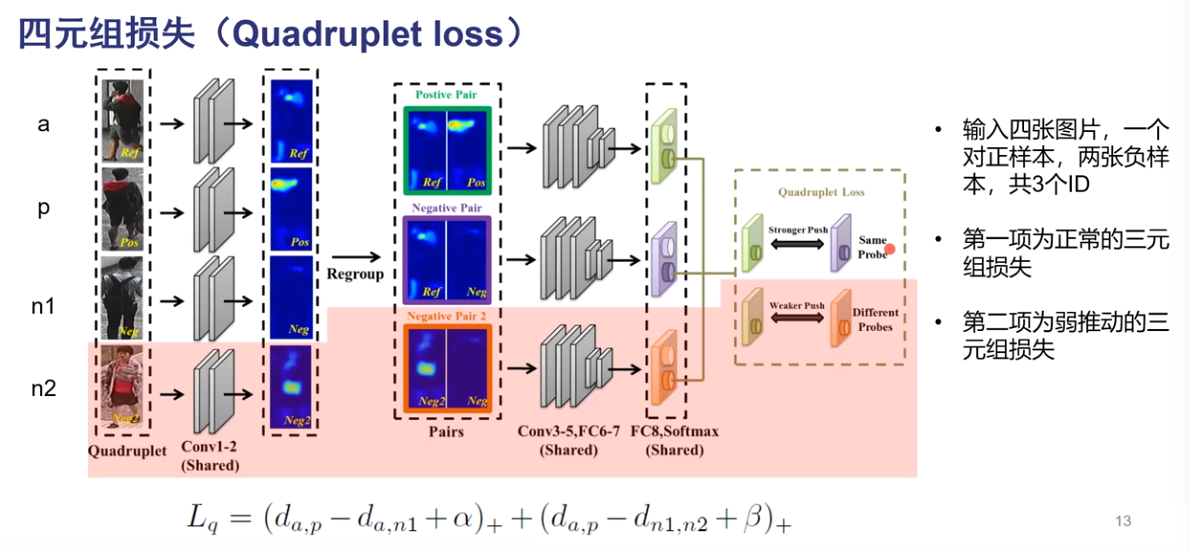 四元组损失（Quadruplet loss）
a
p
n1
n2
Ref
Pos
Neg
Neg2
Ref
Pos
Neg
Neg2
Quadruplet
Conv1-2
(Shared)
Regroup
Postive Pair
Ref
Pos
Negative Pair
Ref
Neg
Negative Pair 2
Neg2
Neg
Pairs
Conv3-5,FC6-7
(Shared)
FC8,Softmax
(Shared)
Quadruplet Loss
Stronger Push
Same
Probe
Weaker Push
Different
Probes
• 输入四张图片，一个
对正样本，两张负样
本，共3个ID
• 第一项为正常的三元
组损失
• 第二项为弱推动的三
元组损失
L_q = (d_{a,p} − d_{a,n1} + α)_+ + (d_{a,p} − d_{n1,n2} + β)_+
13